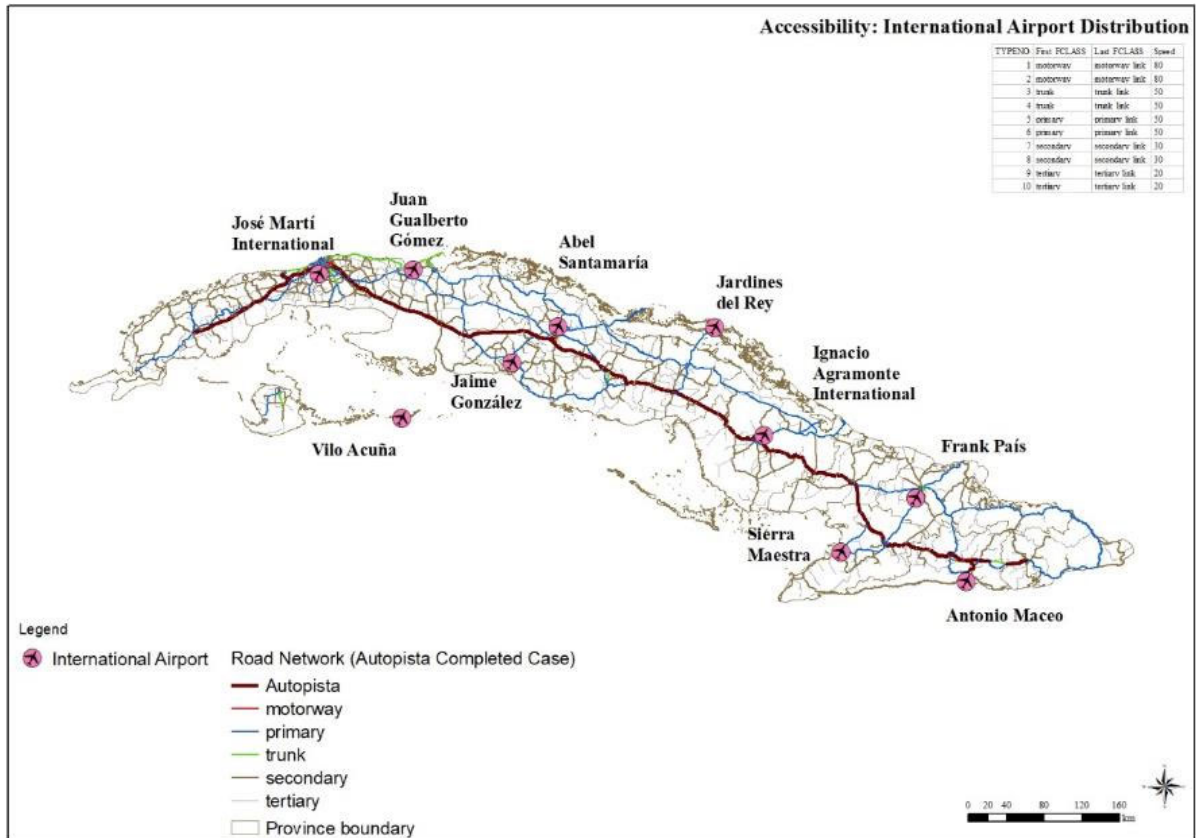 Accessibility: International Airport Distribution
TYPENO First FCLASS Last FCLASS Speed
1 motorway motorway link 80
2 motorway motorway link 80
3 trunk trunk link 50
4 trunk trunk link 50
5 primary primary link 50
6 primary primary link 50
7 secondary secondary link 30
8 secondary secondary link 30
9 tertiary tertiary link 20
10 tertiary tertiary link 20
José Martí
International
Juan
Gualberto
Gómez
Abel
Santamaría
Jardines
del Rey
Ignacio
Agramonte
International
Jaime
González
Vilo Acuña
Frank País
Sierra
Maestra
Antonio Maceo
Legend
International Airport
Road Network (Autopista Completed Case)
Autopista
motorway
primary
trunk
secondary
tertiary
Province boundary
0 20 40 80 120 160
km